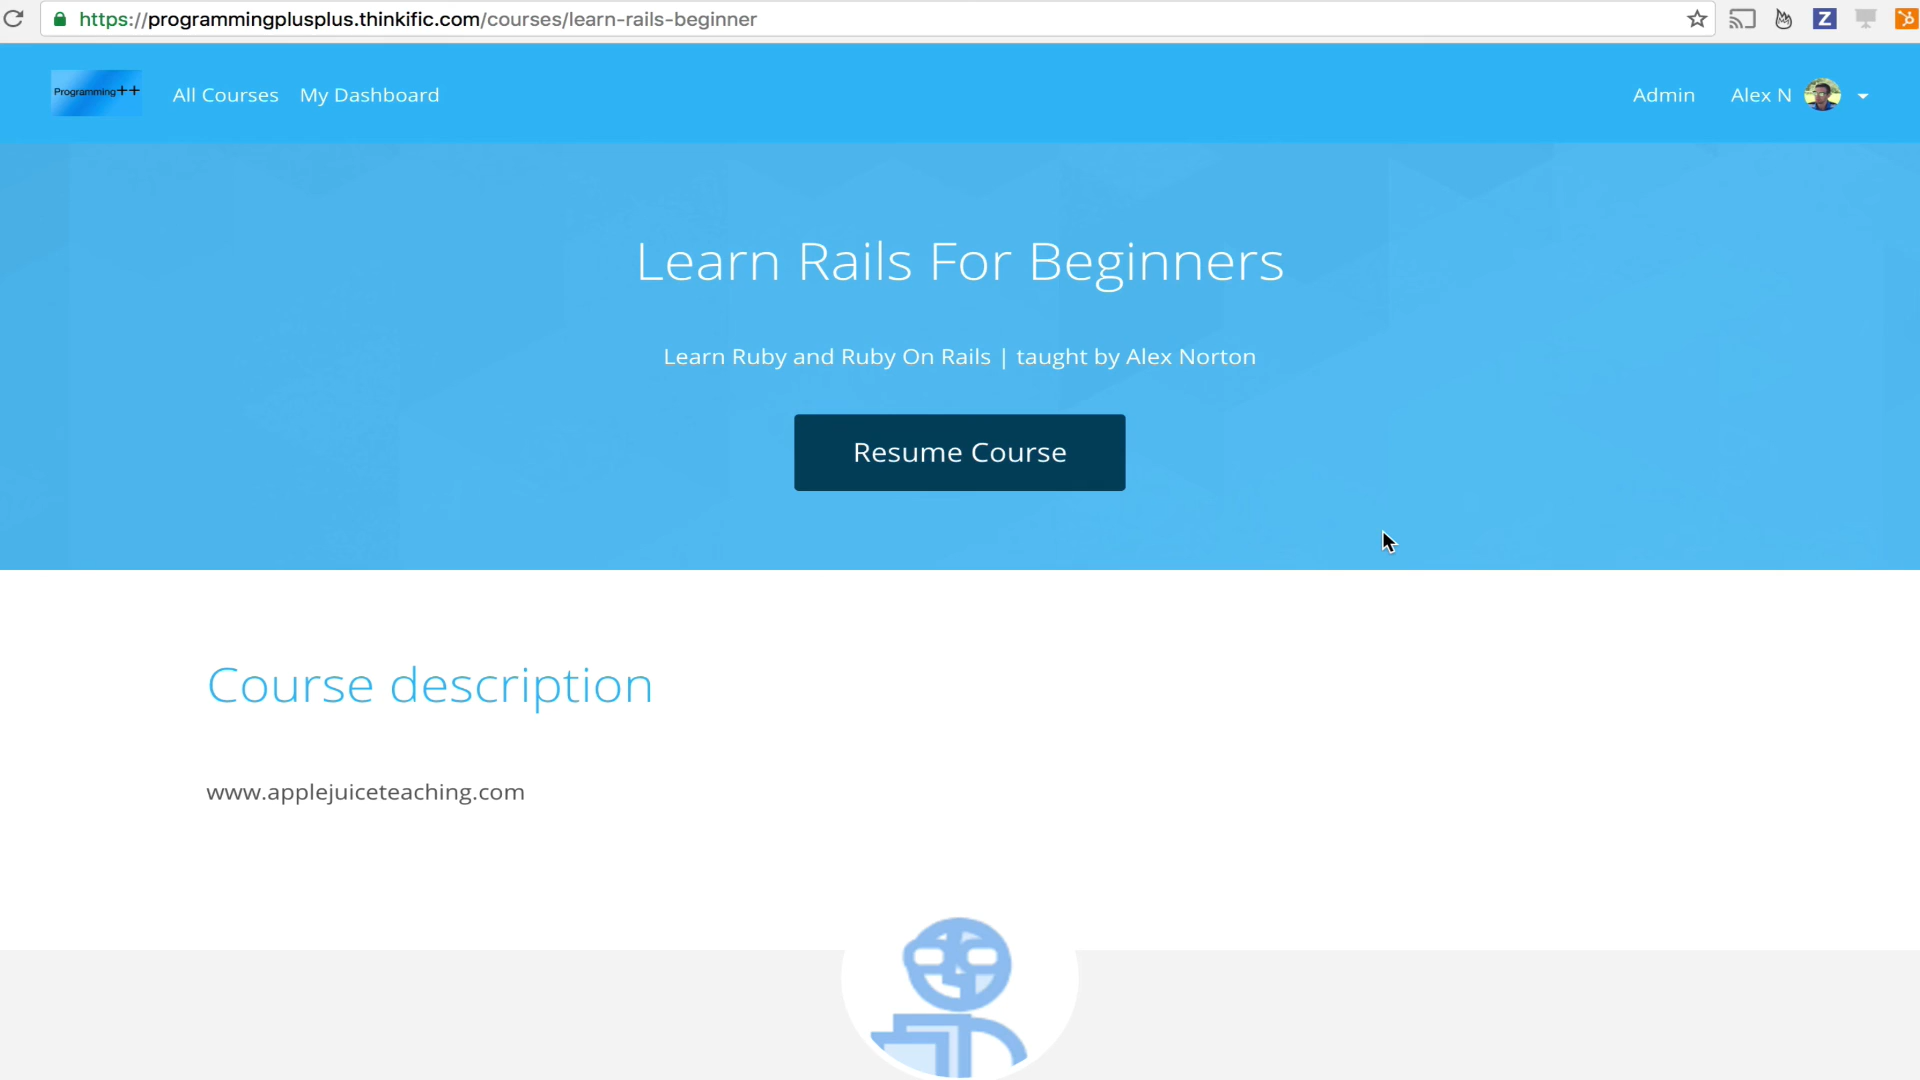 https://programmingplusplus.thinkific.com/courses/learn-rails-beginner
Z
Programming++
All Courses
My Dashboard
Admin
Alex N
Learn Rails For Beginners
Learn Ruby and Ruby On Rails | taught by Alex Norton
Resume Course
Course description
www.applejuiceteaching.com